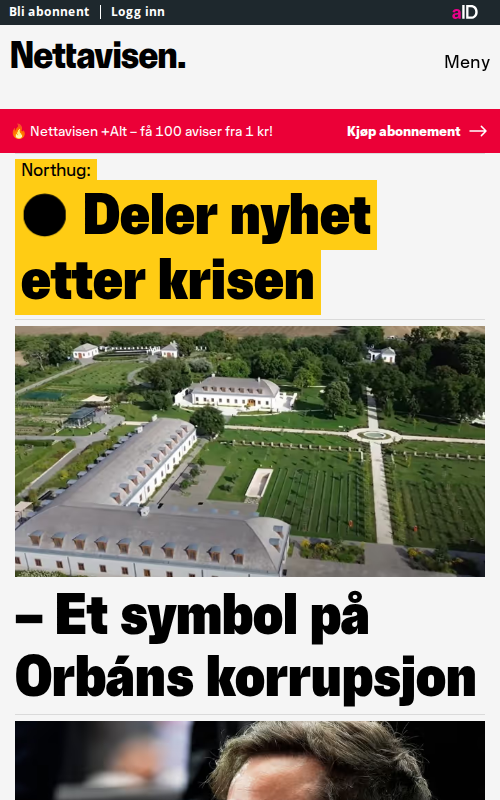 Bli abonnent | Logg inn
aID
Nettavisen.
Meny
🔥 Nettavisen +Alt – få 100 aviser fra 1 kr!
Kjøp abonnement →
Northug:
● Deler nyhet
etter krisen
– Et symbol på
Orbáns korrupsjon